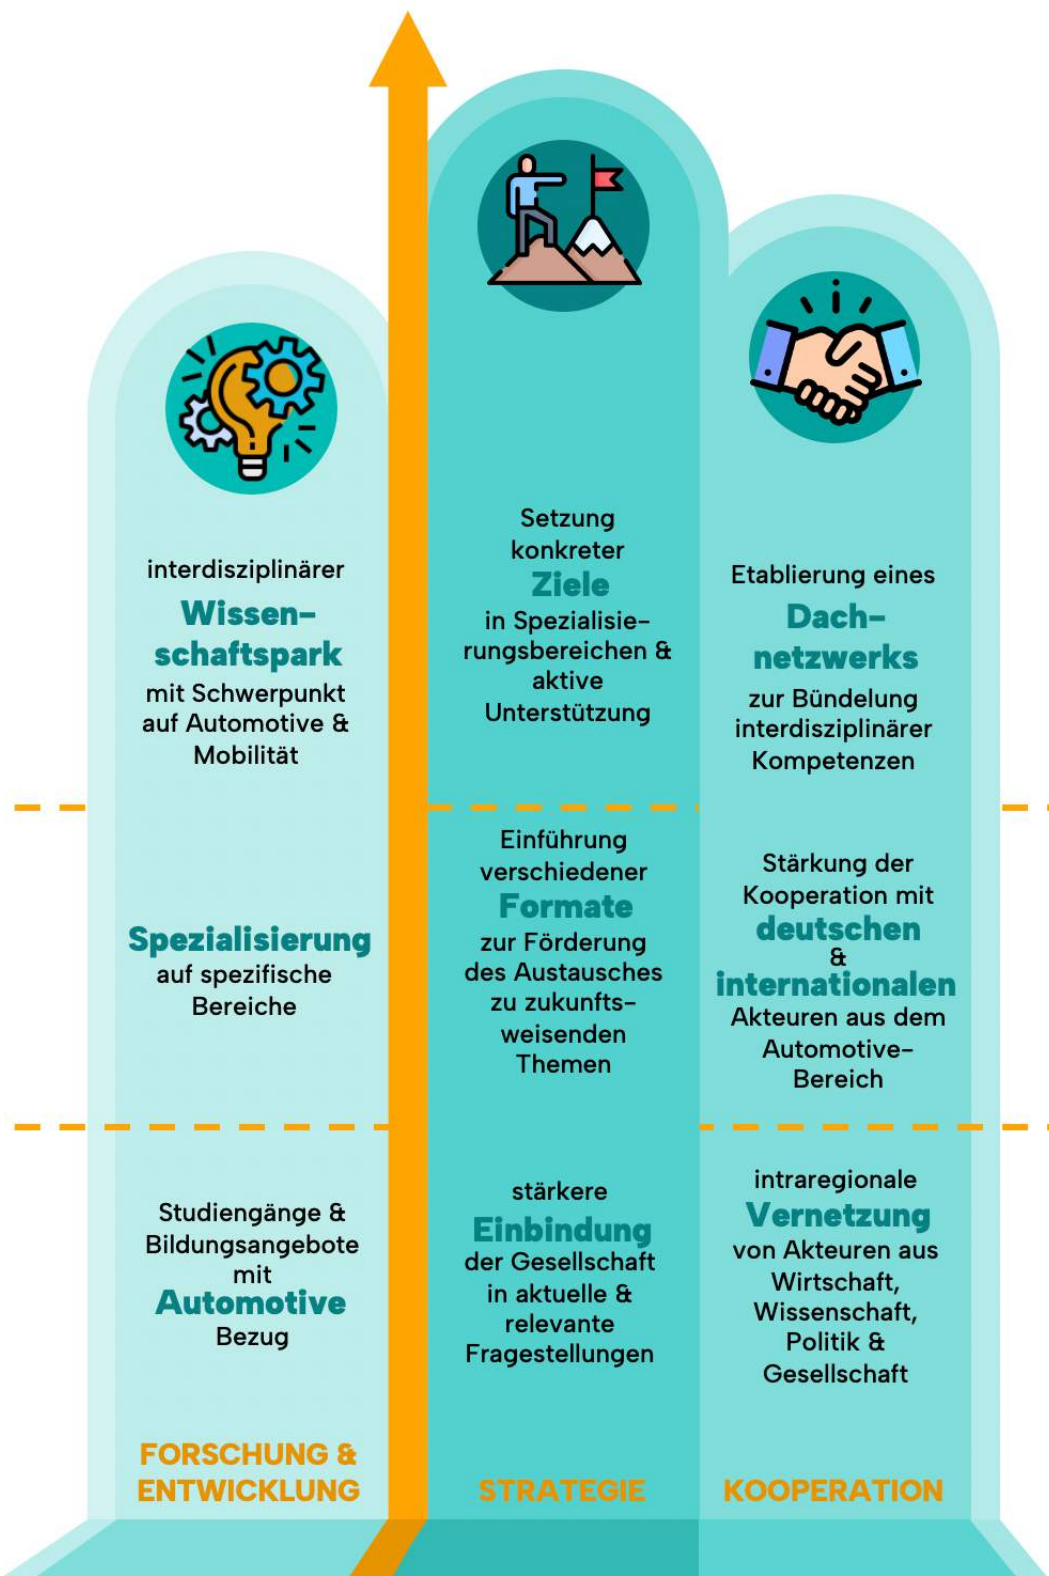 interdisziplinärer
Wissen-
schaftspark
mit Schwerpunkt
auf Automotive &
Mobilität
Spezialisierung
auf spezifische
Bereiche
Studiengänge &
Bildungsangebote
mit
Automotive
Bezug
FORSCHUNG &
ENTWICKLUNG
Setzung
konkreter
Ziele
in Spezialisie-
rungsbereichen &
aktive
Unterstützung
Einführung
verschiedener
Formate
zur Förderung
des Austausches
zu zukunfts-
weisenden
Themen
stärkere
Einbindung
der Gesellschaft
in aktuelle &
relevante
Fragestellungen
STRATEGIE
Etablierung eines
Dach-
netzwerks
zur Bündelung
interdisziplinärer
Kompetenzen
Stärkung der
Kooperation mit
deutschen
&
internationalen
Akteuren aus dem
Automotive-
Bereich
intraregionale
Vernetzung
von Akteuren aus
Wirtschaft,
Wissenschaft,
Politik &
Gesellschaft
KOOPERATION